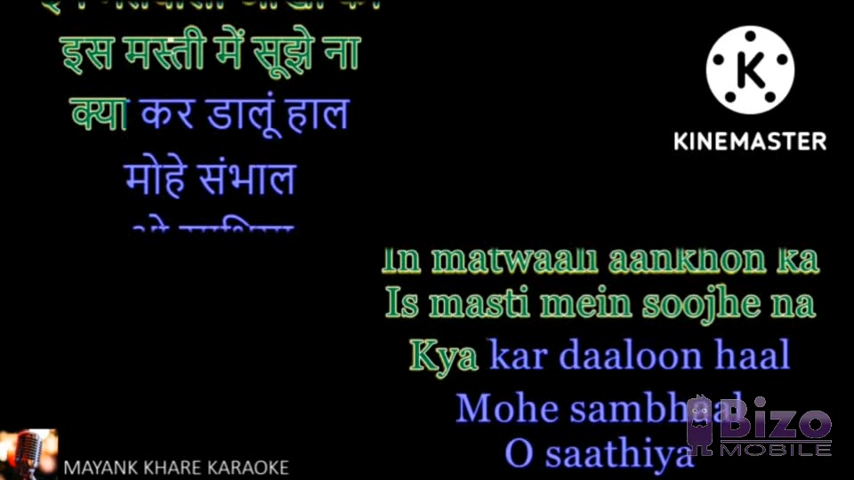 इस मस्ती में सूझे ना
क्या कर डालूं हाल
मोहे संभाल
K
KINEMASTER
In matwaali aankhon ka
Is masti mein soojhe na
Kya kar daaloon haal
Mohe sambhaal
O saathiya
Bizo
MOBILE
MAYANK KHARE KARAOKE